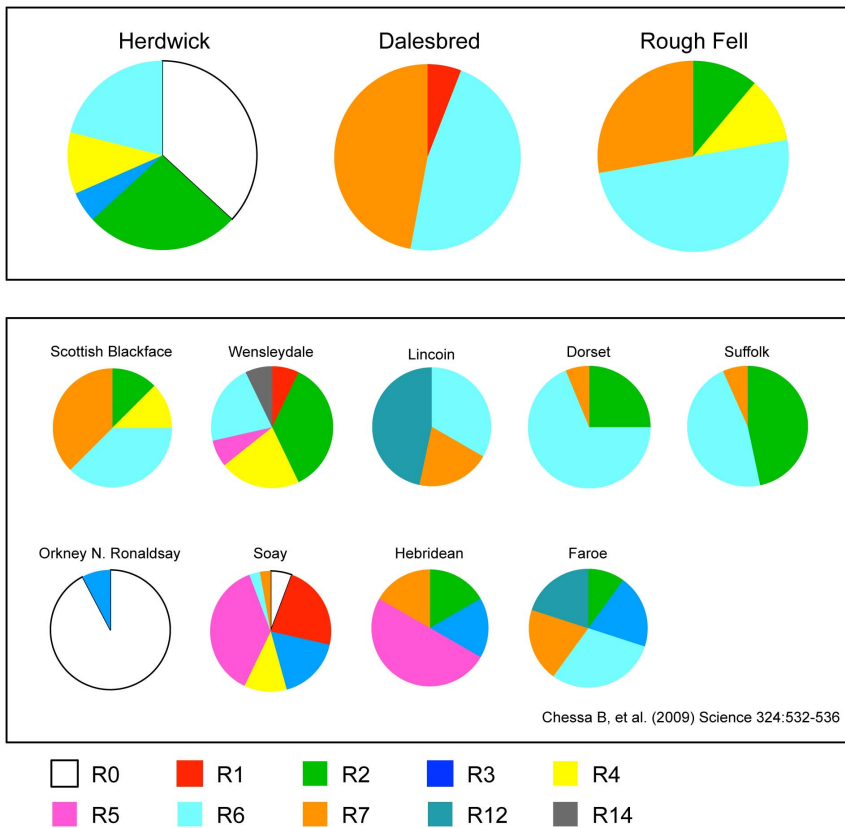 Herdwick Dalesbred Rough Fell
Scottish Blackface Wensleydale Lincoin Dorset Suffolk
Orkney N. Ronaldsay Soay Hebridean Faroe
Chessa B, et al. (2009) Science 324:532-536
R0 R1 R2 R3 R4
R5 R6 R7 R12 R14